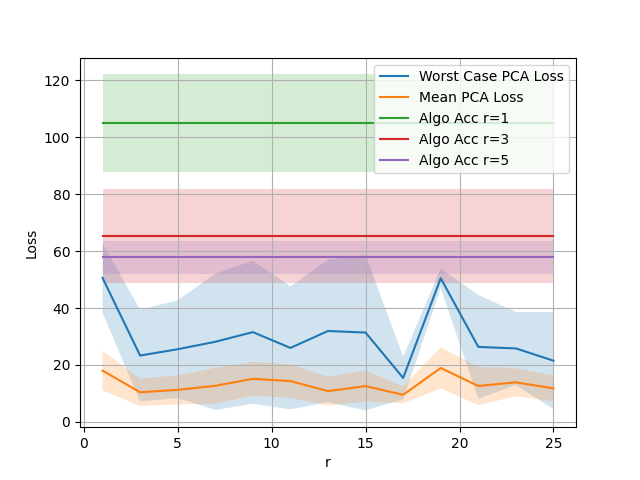 Worst Case PCA Loss
Mean PCA Loss
Algo Acc r=1
Algo Acc r=3
Algo Acc r=5
120
100
80
60
40
20
0
Loss
0 5 10 15 20 25
r